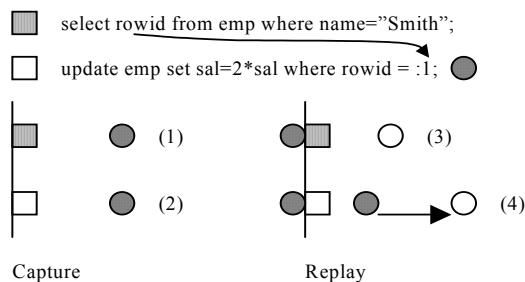 select rowid from emp where name=”Smith”;
update emp set sal=2*sal where rowid = :1;
(1) (3)
(2) (4)
Capture Replay